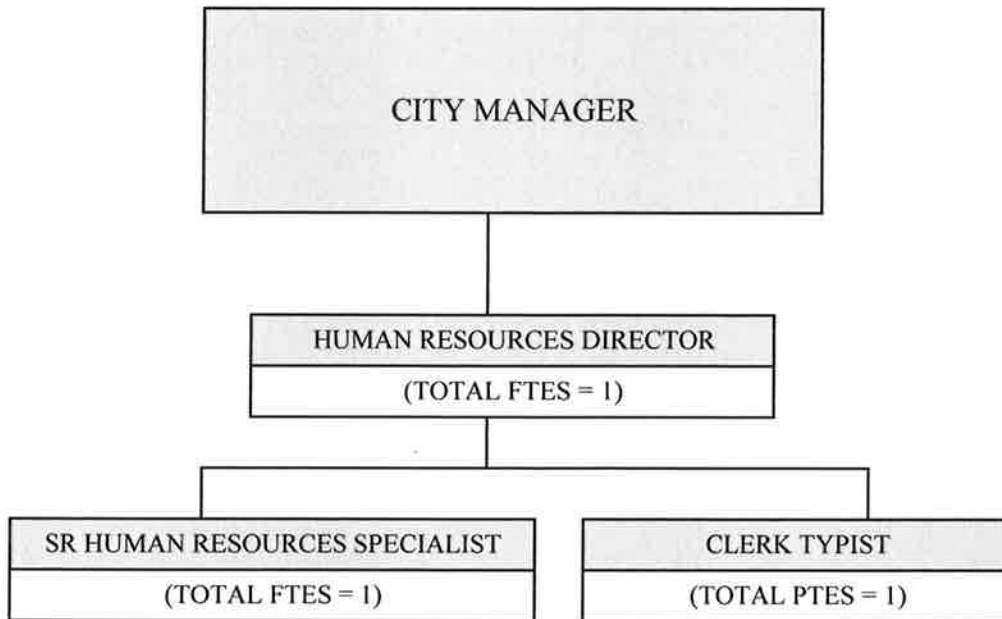 CITY MANAGER
HUMAN RESOURCES DIRECTOR
(TOTAL FTES = 1)
SR HUMAN RESOURCES SPECIALIST
(TOTAL FTES = 1)
CLERK TYPIST
(TOTAL PTES = 1)